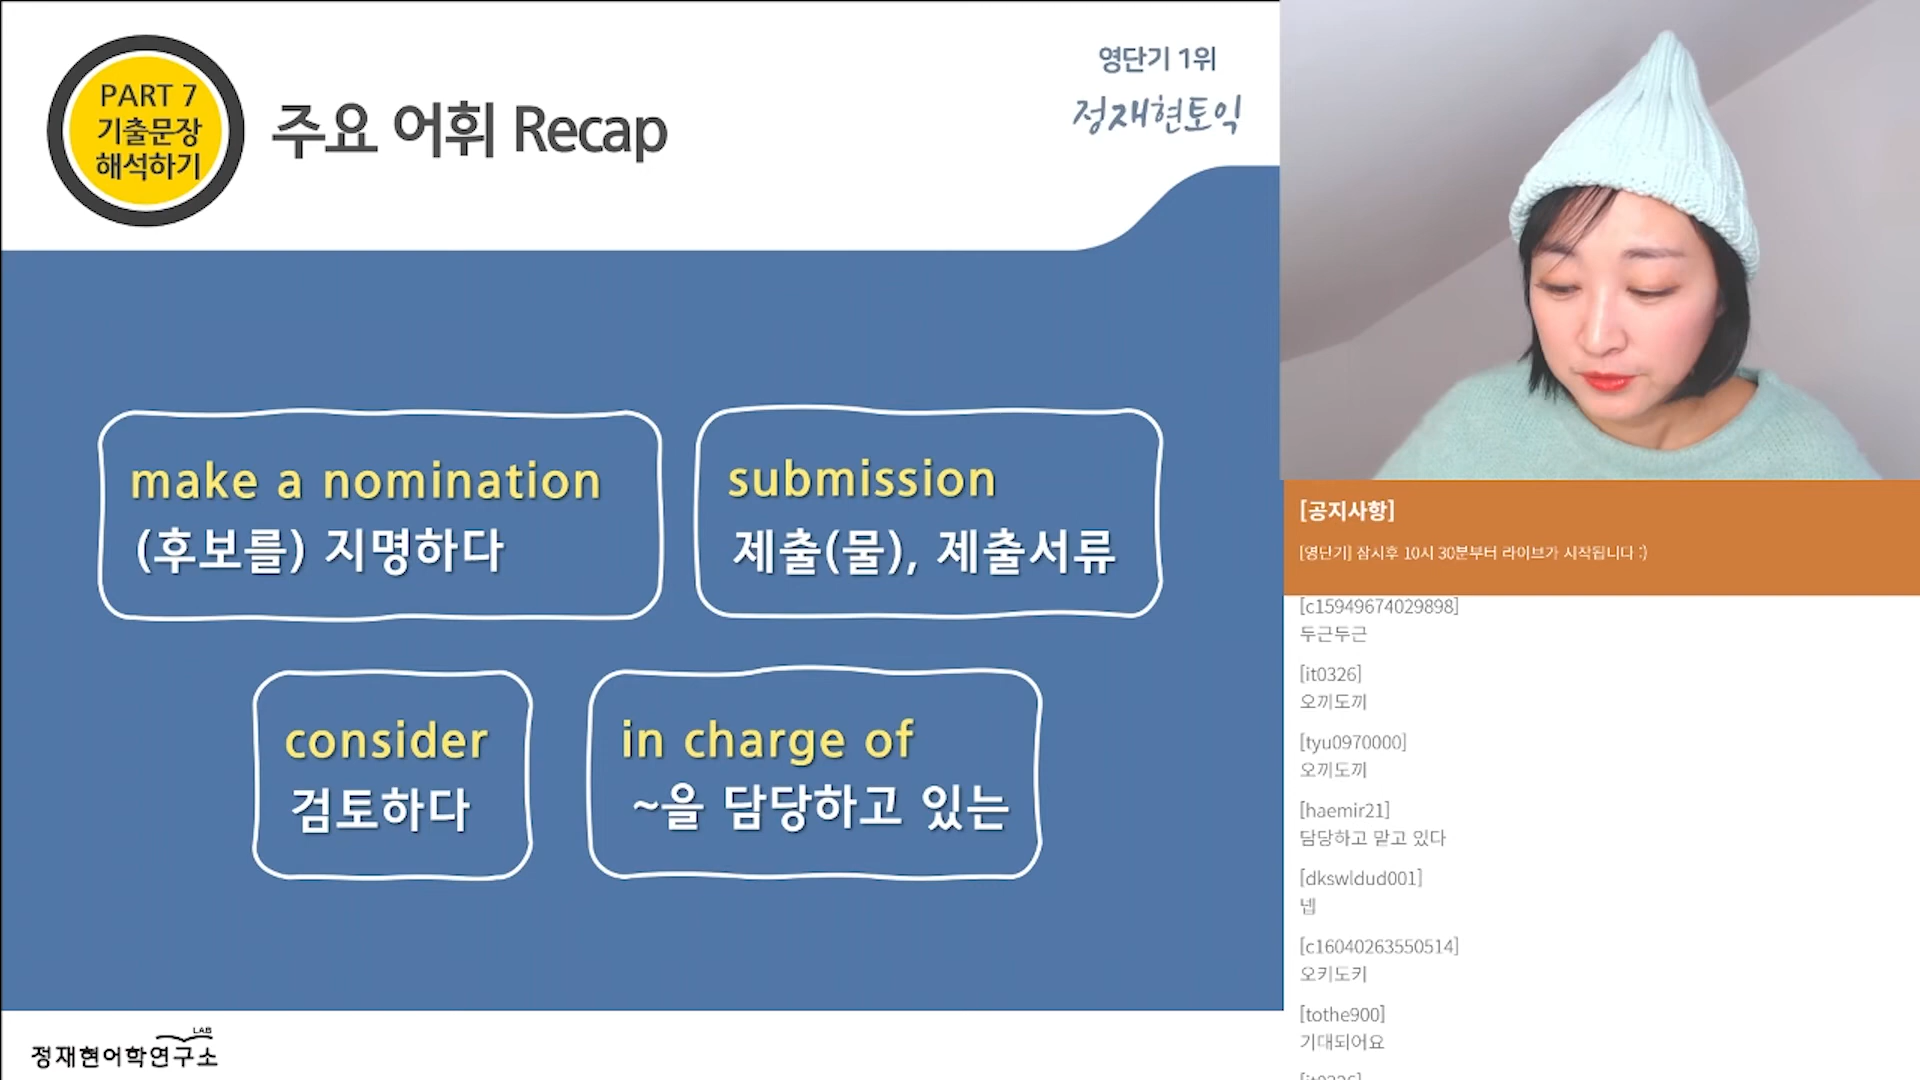 PART 7
기출문장
해석하기
주요 어휘 Recap
영단기 1위
정재현토익
make a nomination
(후보를) 지명하다
submission
제출(물), 제출서류
consider
검토하다
in charge of
~을 담당하고 있는
LAB
정재현어학연구소
[공지사항]
[영단기] 잠시후 10시 30분부터 라이브가 시작됩니다 :)
[c15949674029898]
두근두근
[it0326]
오끼도끼
[tyu0970000]
오끼도끼
[haemir21]
담당하고 맡고 있다
[dkswldud001]
넵
[c16040263550514]
오키도키
[tothe900]
기대되어요